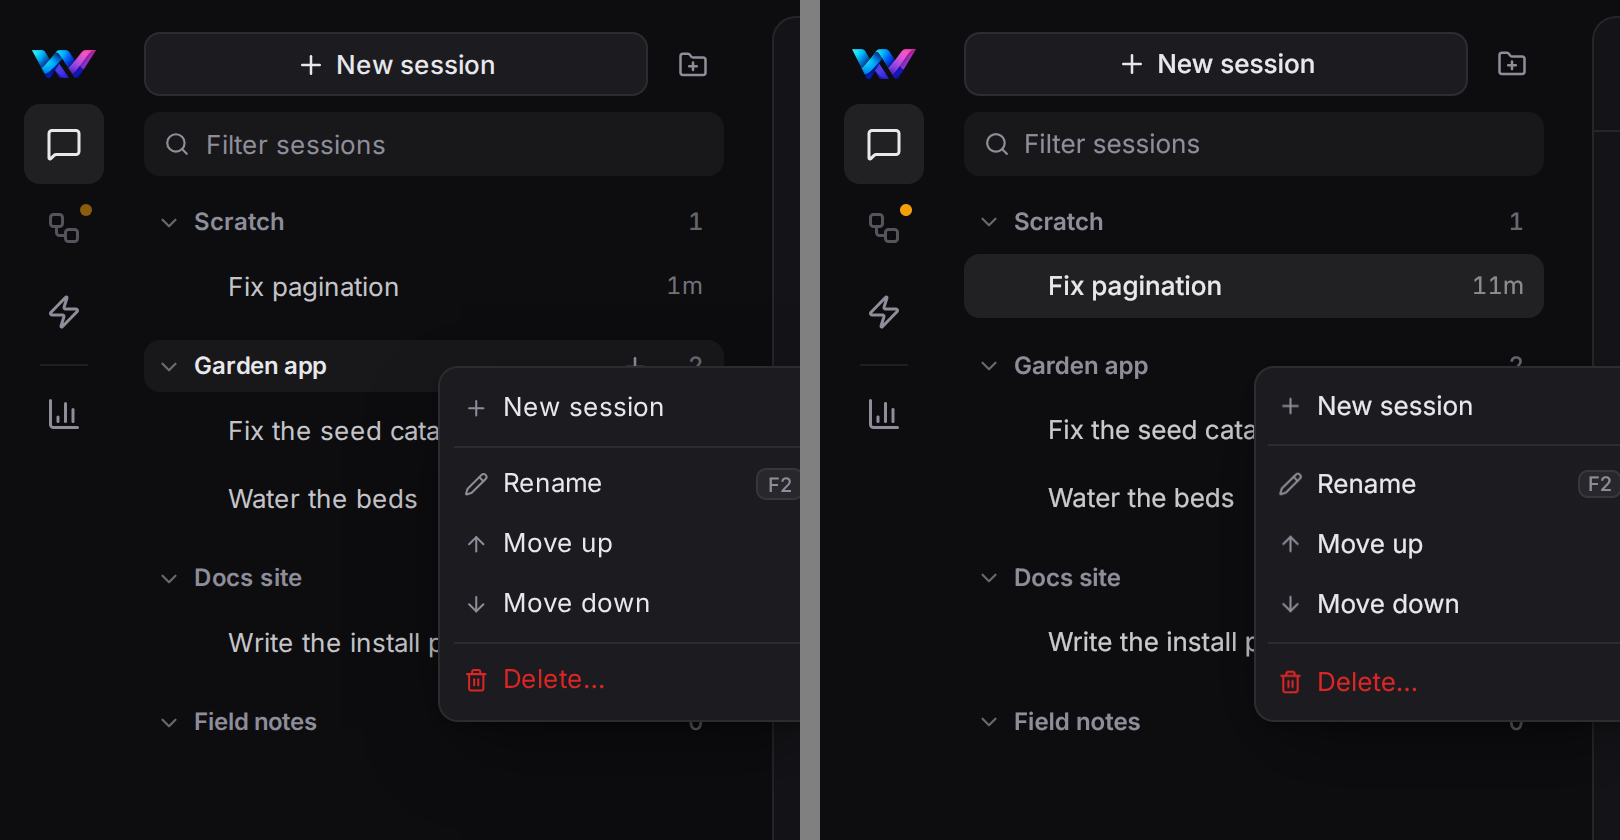 New session
Filter sessions
Scratch 1
Fix pagination 1m
Garden app
New session
Fix the seed cata
Rename F2
Water the beds
Move up
Docs site
Move down
Write the install p
Delete...
Field notes
New session
Filter sessions
Scratch 1
Fix pagination 11m
Garden app
New session
Fix the seed cata
Rename F2
Water the beds
Move up
Docs site
Move down
Write the install p
Delete...
Field notes